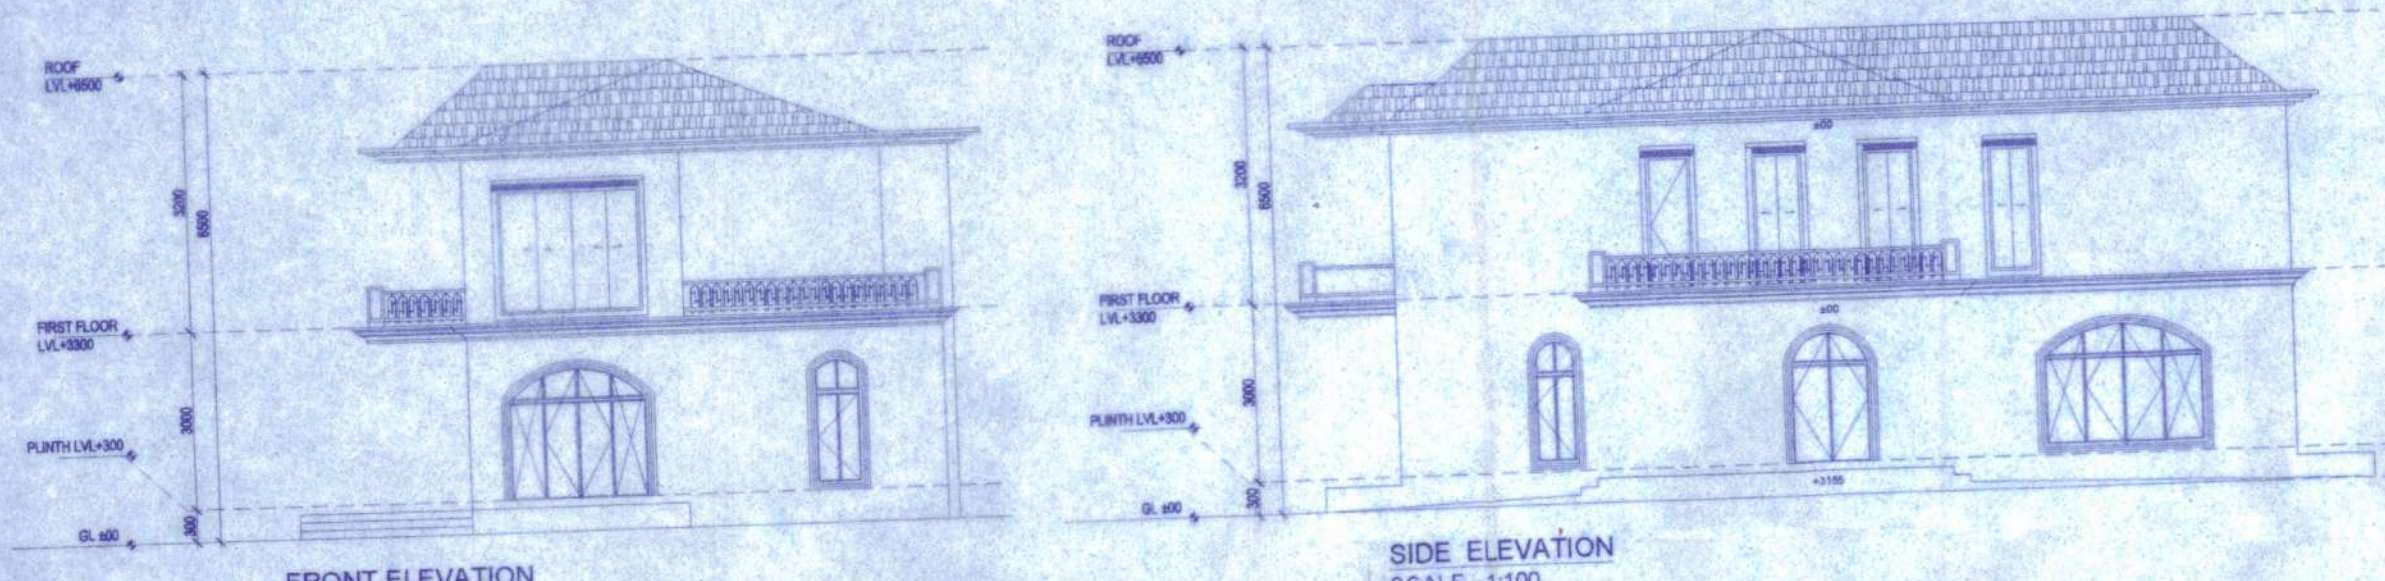 ROOF
LVL+6500
3200
6500
FIRST FLOOR
LVL+3300
3000
PLINTH LVL+300
300
GL ±00
FRONT ELEVATION
ROOF
LVL+6500
±00
3200
6500
FIRST FLOOR
LVL+3300
±00
3000
PLINTH LVL+300
+3155
300
GL ±00
SIDE ELEVATION
SCALE 1:100